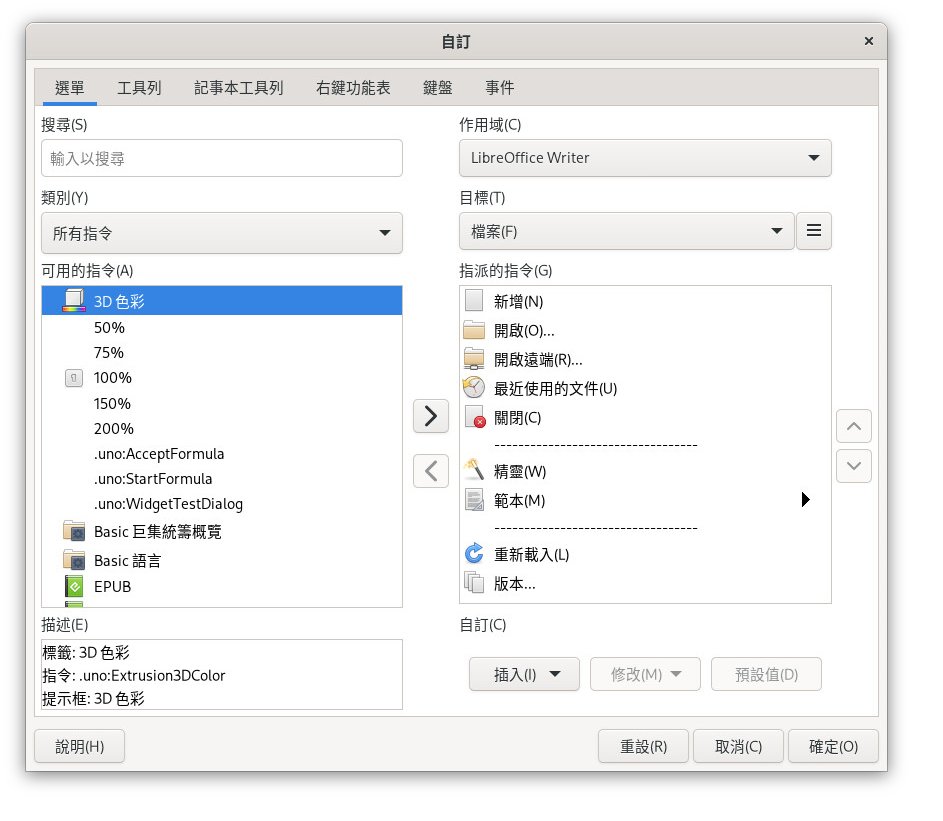 自訂
選單 工具列 記事本工具列 右鍵功能表 鍵盤 事件
搜尋(S)
輸入以搜尋
類別(Y)
所有指令
可用的指令(A)
3D 色彩
50%
75%
100%
150%
200%
.uno:AcceptFormula
.uno:StartFormula
.uno:WidgetTestDialog
Basic 巨集統籌概覽
Basic 語言
EPUB
描述(E)
標籤: 3D 色彩
指令: .uno:Extrusion3DColor
提示框: 3D 色彩
作用域(C)
LibreOffice Writer
目標(T)
檔案(F)
指派的指令(G)
新增(N)
開啟(O)...
開啟遠端(R)...
最近使用的文件(U)
關閉(C)
----------------------------------
精靈(W)
範本(M)
----------------------------------
重新載入(L)
版本...
自訂(C)
插入(I) 修改(M) 預設值(D)
說明(H) 重設(R) 取消(C) 確定(O)